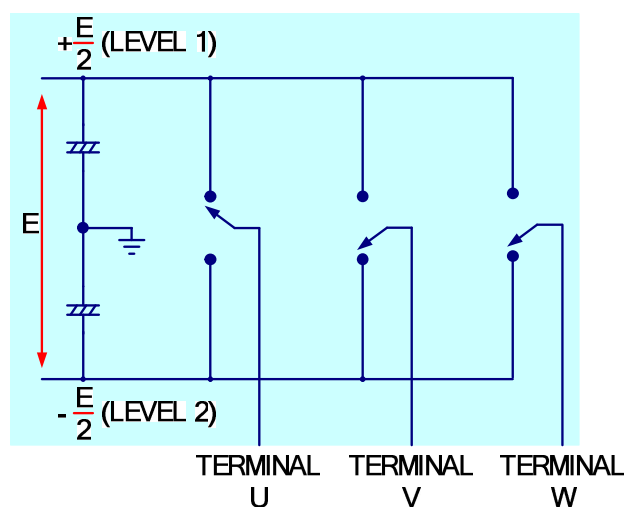 +E/2 (LEVEL 1)
E
- E/2 (LEVEL 2)
TERMINAL U
TERMINAL V
TERMINAL W